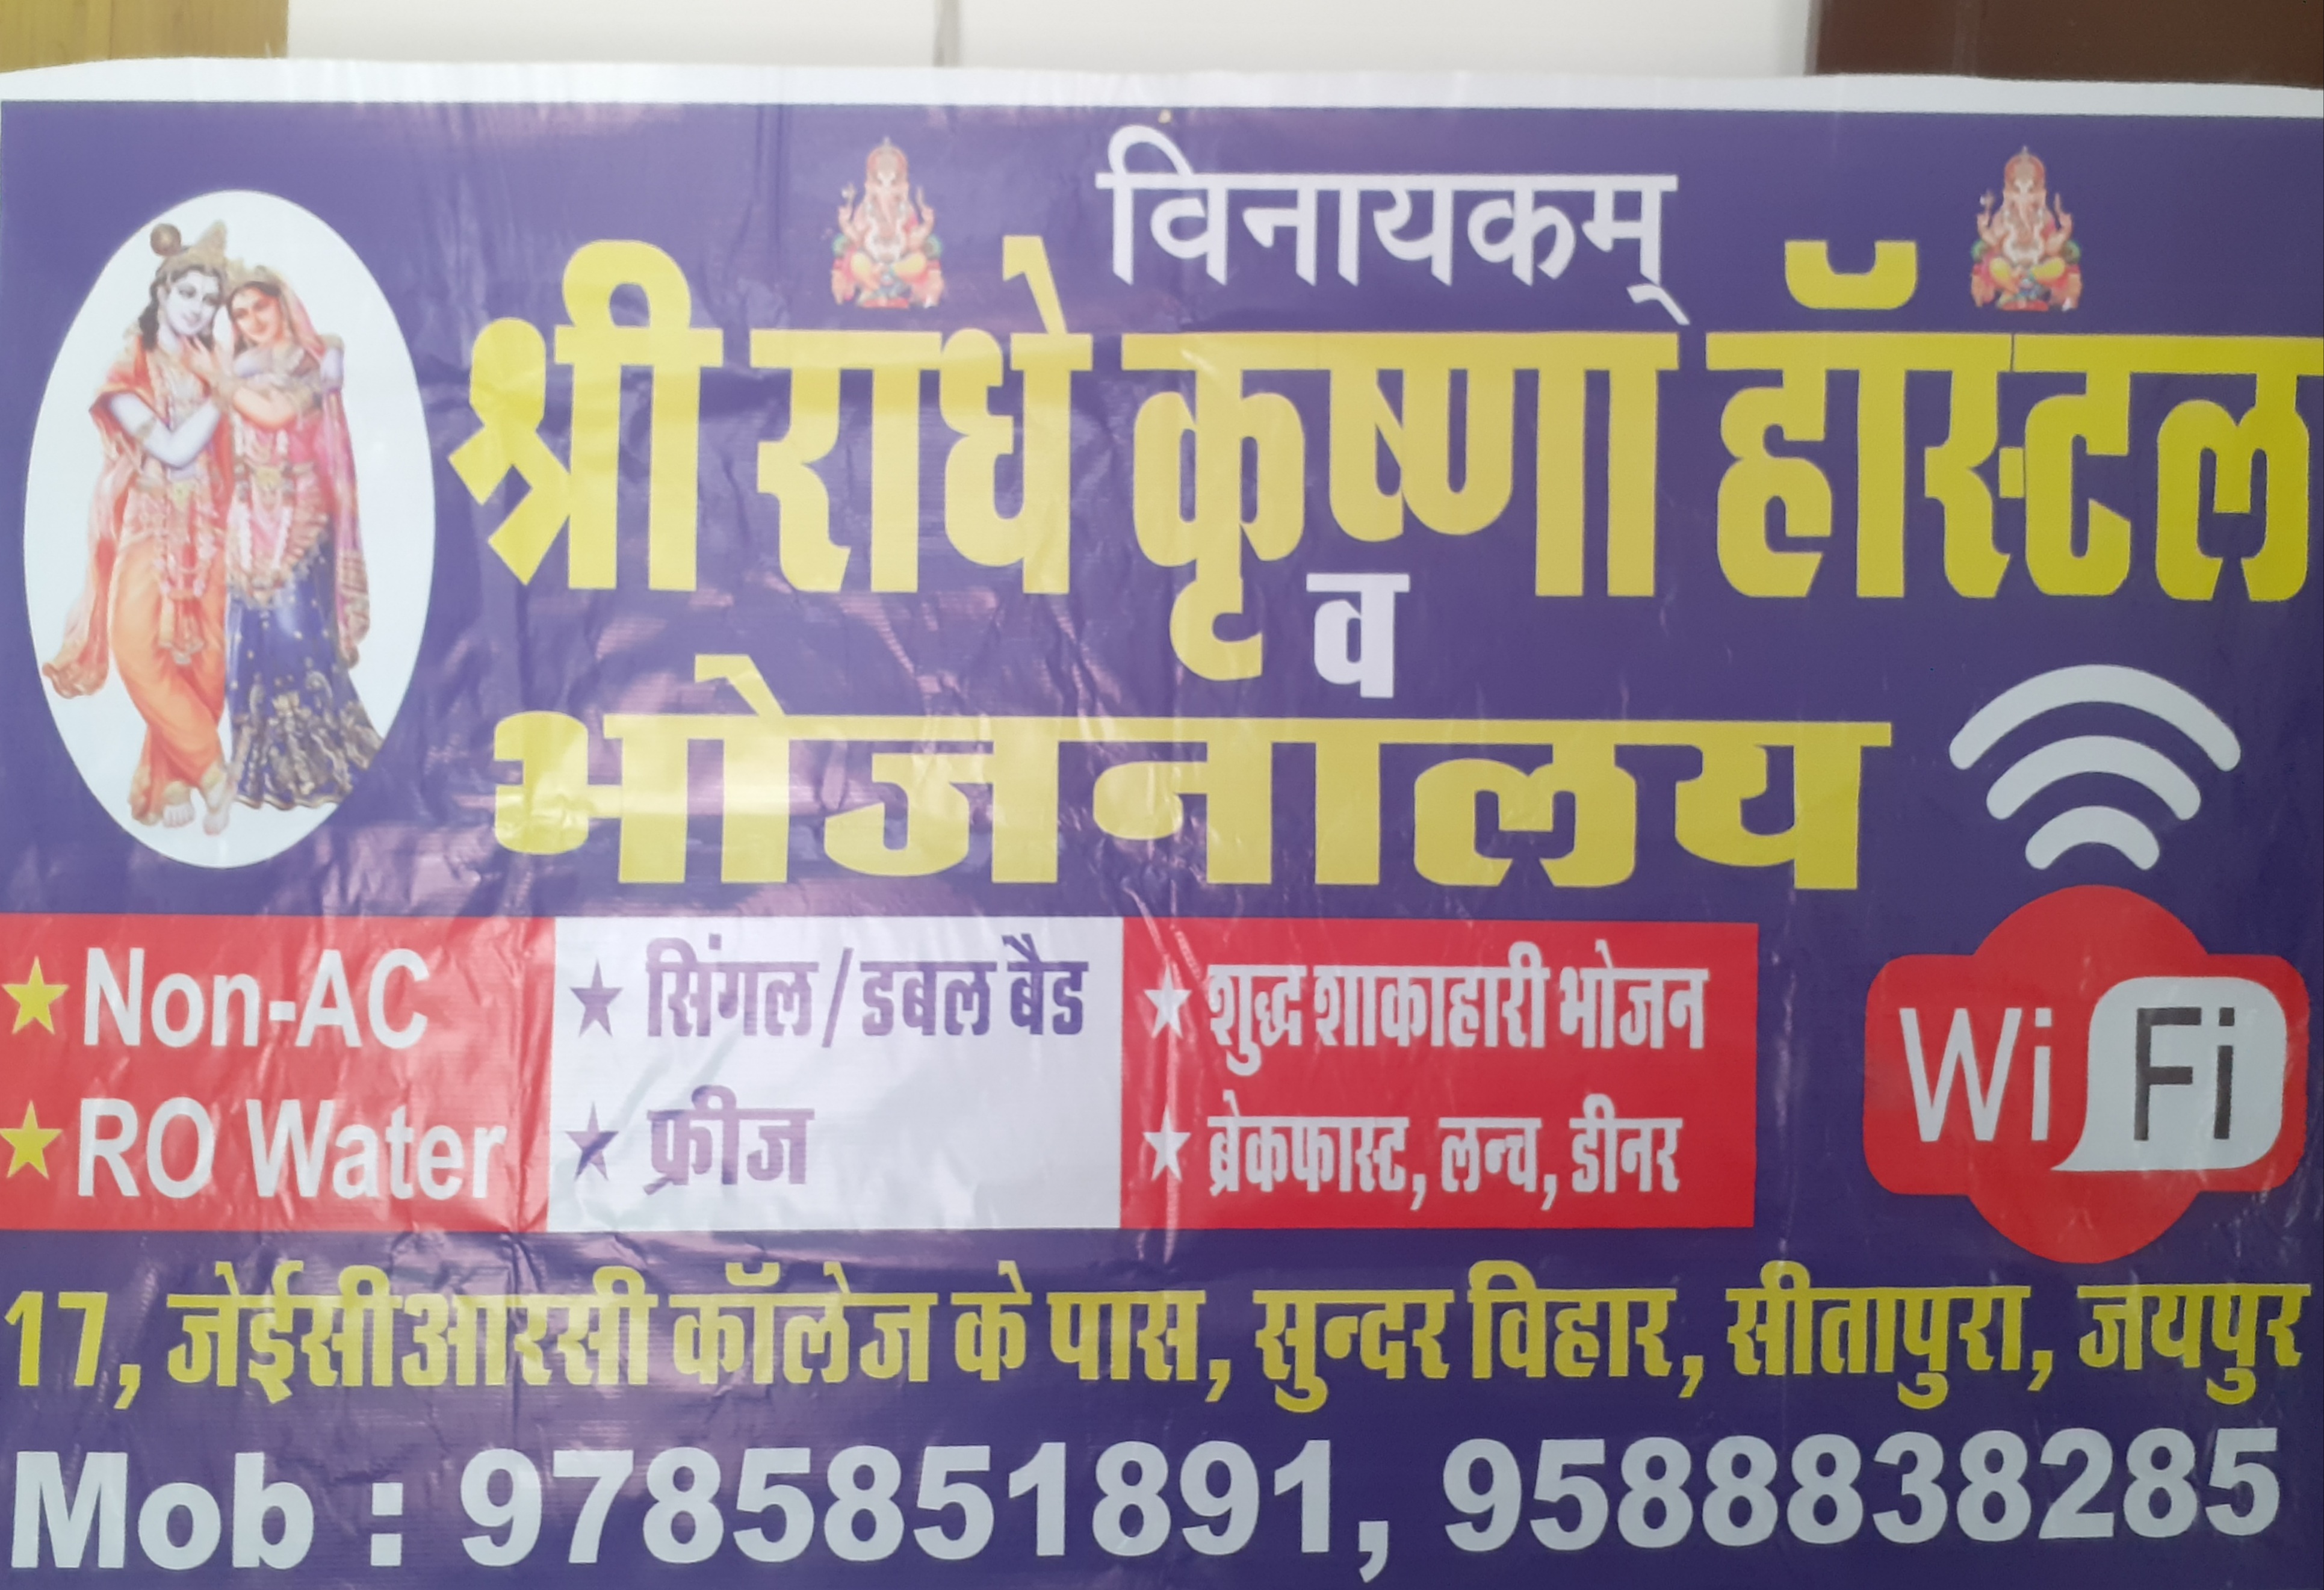 विनायकम्
श्री राधे कृष्णा हॉस्टल
व
भोजनालय
★ Non-AC
★ RO Water
★ सिंगल / डबल बैड
★ फ्रीज
★ शुद्ध शाकाहारी भोजन
★ ब्रेकफास्ट, लन्च, डीनर
Wi Fi
17, जेईसीआरसी कॉलेज के पास, सुन्दर विहार, सीतापुरा, जयपुर
Mob : 9785851891, 9588838285